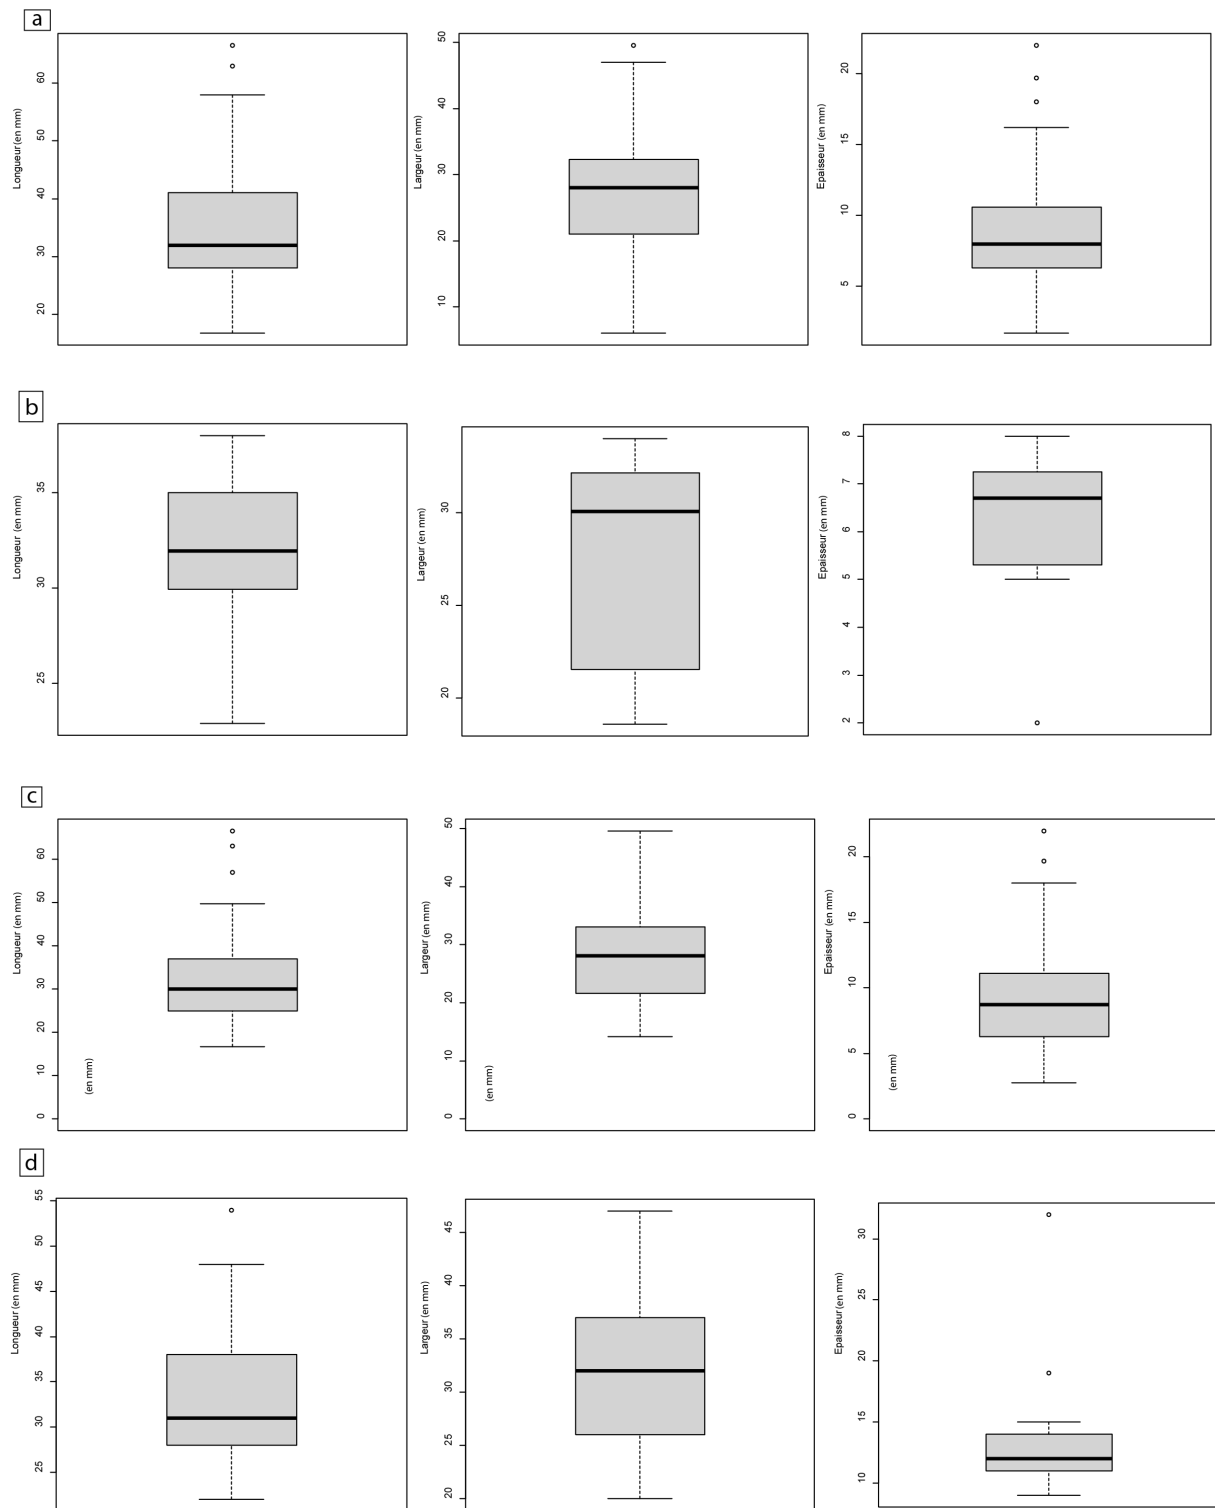 a
Longueur (en mm)
20 30 40 50 60
Largeur (en mm)
10 20 30 40 50
Epaisseur (en mm)
5 10 15 20
b
Longueur (en mm)
25 30 35
Largeur (en mm)
20 25 30
Epaisseur (en mm)
2 3 4 5 6 7 8
c
Longueur (en mm)
0 10 20 30 40 50 60
(en mm)
Largeur (en mm)
0 10 20 30 40 50
(en mm)
Epaisseur (en mm)
0 5 10 15 20
(en mm)
d
Longueur (en mm)
25 30 35 40 45 50 55
Largeur (en mm)
20 25 30 35 40 45
Epaisseur (en mm)
10 15 20 25 30